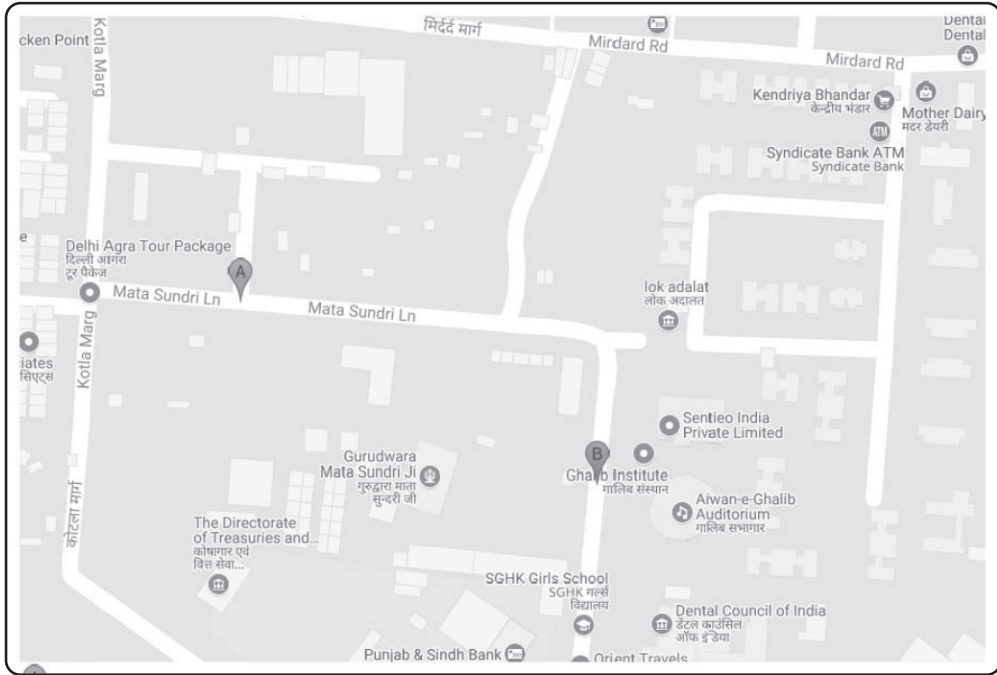 मिर्दर्द मार्ग
Mirdard Rd
Mirdard Rd
Dental
Dental
cken Point
Kotla Marg
Kendriya Bhandar
केन्द्रीय भंडार
Mother Dairy
मदर डेयरी
ATM
Syndicate Bank ATM
Syndicate Bank
e
Delhi Agra Tour Package
दिल्ली आगरा
टूर पैकेज
A
Mata Sundri Ln
Mata Sundri Ln
lok adalat
लोक अदालत
Kotla Marg
iates
सिएट्स
Sentieo India
Private Limited
B
Ghalib Institute
गालिब संस्थान
Gurudwara
Mata Sundri Ji
गुरुद्वारा माता
सुन्दरी जी
Aiwan-e-Ghalib
Auditorium
गालिब सभागार
कोटला मार्ग
The Directorate
of Treasuries and...
कोषागार एवं
वित्त सेवा...
SGHK Girls School
SGHK गर्ल्स
विद्यालय
Dental Council of India
डेंटल काउंसिल
ऑफ इंडिया
Punjab & Sindh Bank
Orient Travels